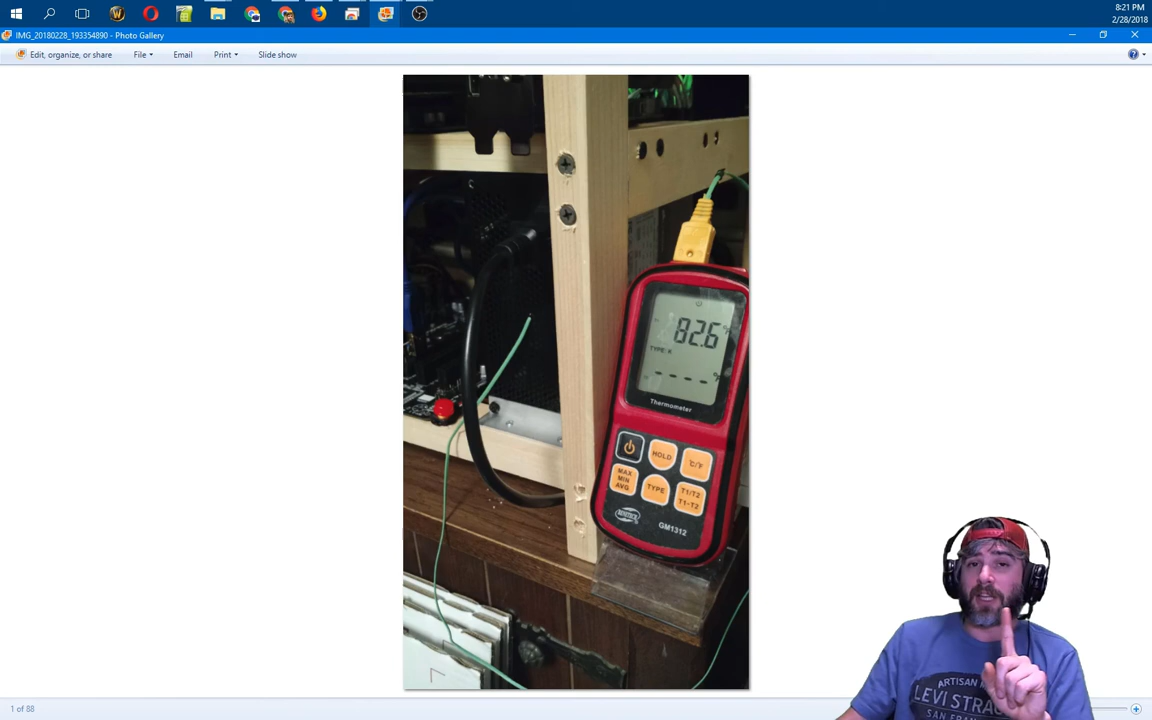 8:21 PM
2/28/2018
IMG_20180228_193354890 - Photo Gallery
Edit, organize, or share
File
Email
Print
Slide show
82.6
°F
TYPE K
- - - -
°F
Thermometer
HOLD
°C/°F
MAX
MIN
AVG
TYPE
T1/T2
T1-T2
BENETECH
GM1312
ARTISAN
LEVI STRAUS
SAN FRAN
1 of 88